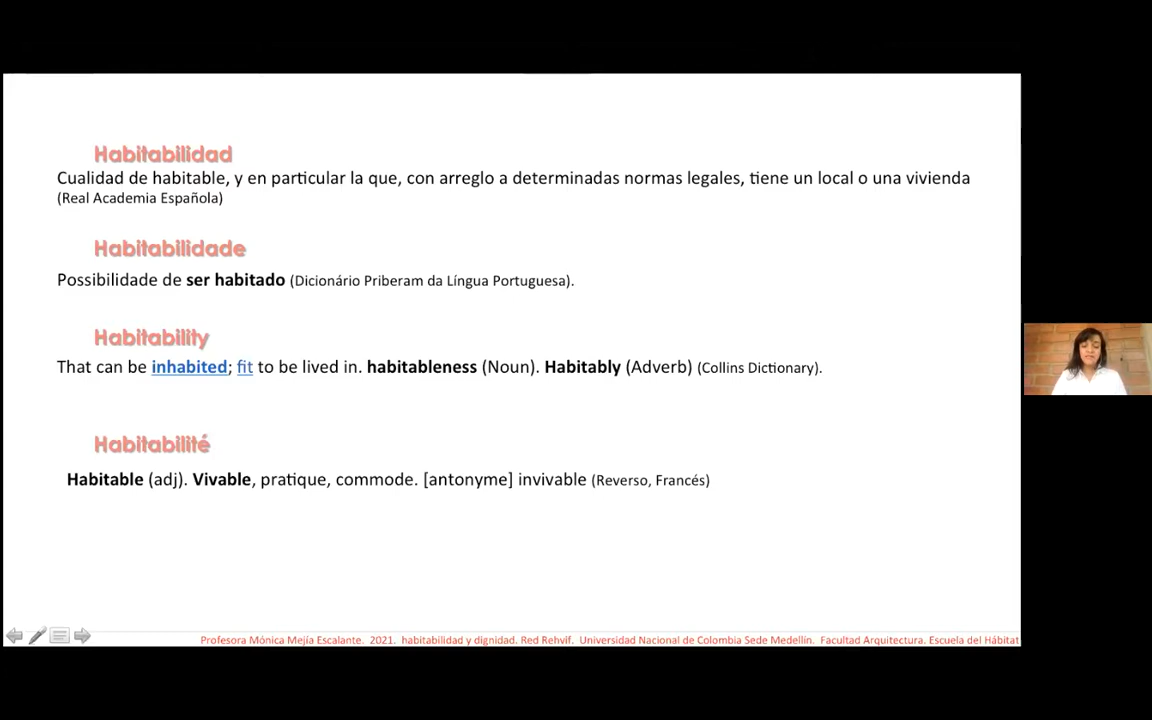 Habitabilidad
Cualidad de habitable, y en particular la que, con arreglo a determinadas normas legales, tiene un local o una vivienda
(Real Academia Española)
Habitabilidade
Possibilidade de ser habitado (Dicionário Priberam da Língua Portuguesa).
Habitability
That can be inhabited; fit to be lived in. habitableness (Noun). Habitably (Adverb) (Collins Dictionary).
Habitabilité
Habitable (adj). Vivable, pratique, commode. [antonyme] invivable (Reverso, Francés)
Profesora Mónica Mejía Escalante. 2021. habitabilidad y dignidad. Red Rehvif. Universidad Nacional de Colombia Sede Medellín. Facultad Arquitectura. Escuela del Hábitat